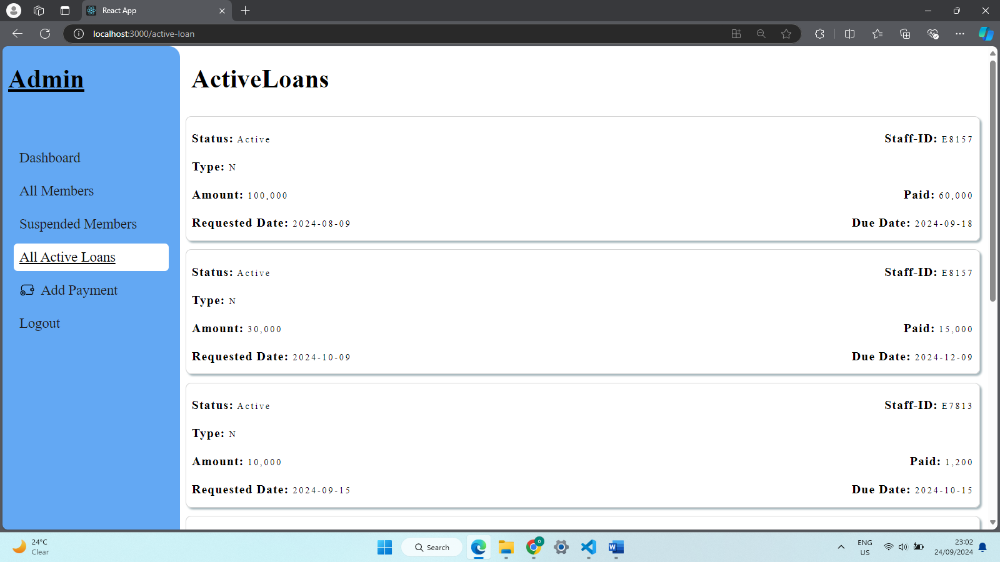 React App
localhost:3000/active-loan
Admin
Dashboard
All Members
Suspended Members
All Active Loans
Add Payment
Logout
ActiveLoans
Status: Active Staff-ID: E8157
Type: N
Amount: 100,000 Paid: 60,000
Requested Date: 2024-08-09 Due Date: 2024-09-18
Status: Active Staff-ID: E8157
Type: N
Amount: 30,000 Paid: 15,000
Requested Date: 2024-10-09 Due Date: 2024-12-09
Status: Active Staff-ID: E7813
Type: N
Amount: 10,000 Paid: 1,200
Requested Date: 2024-09-15 Due Date: 2024-10-15
24°C
Clear
Search
ENG
US
23:02
24/09/2024